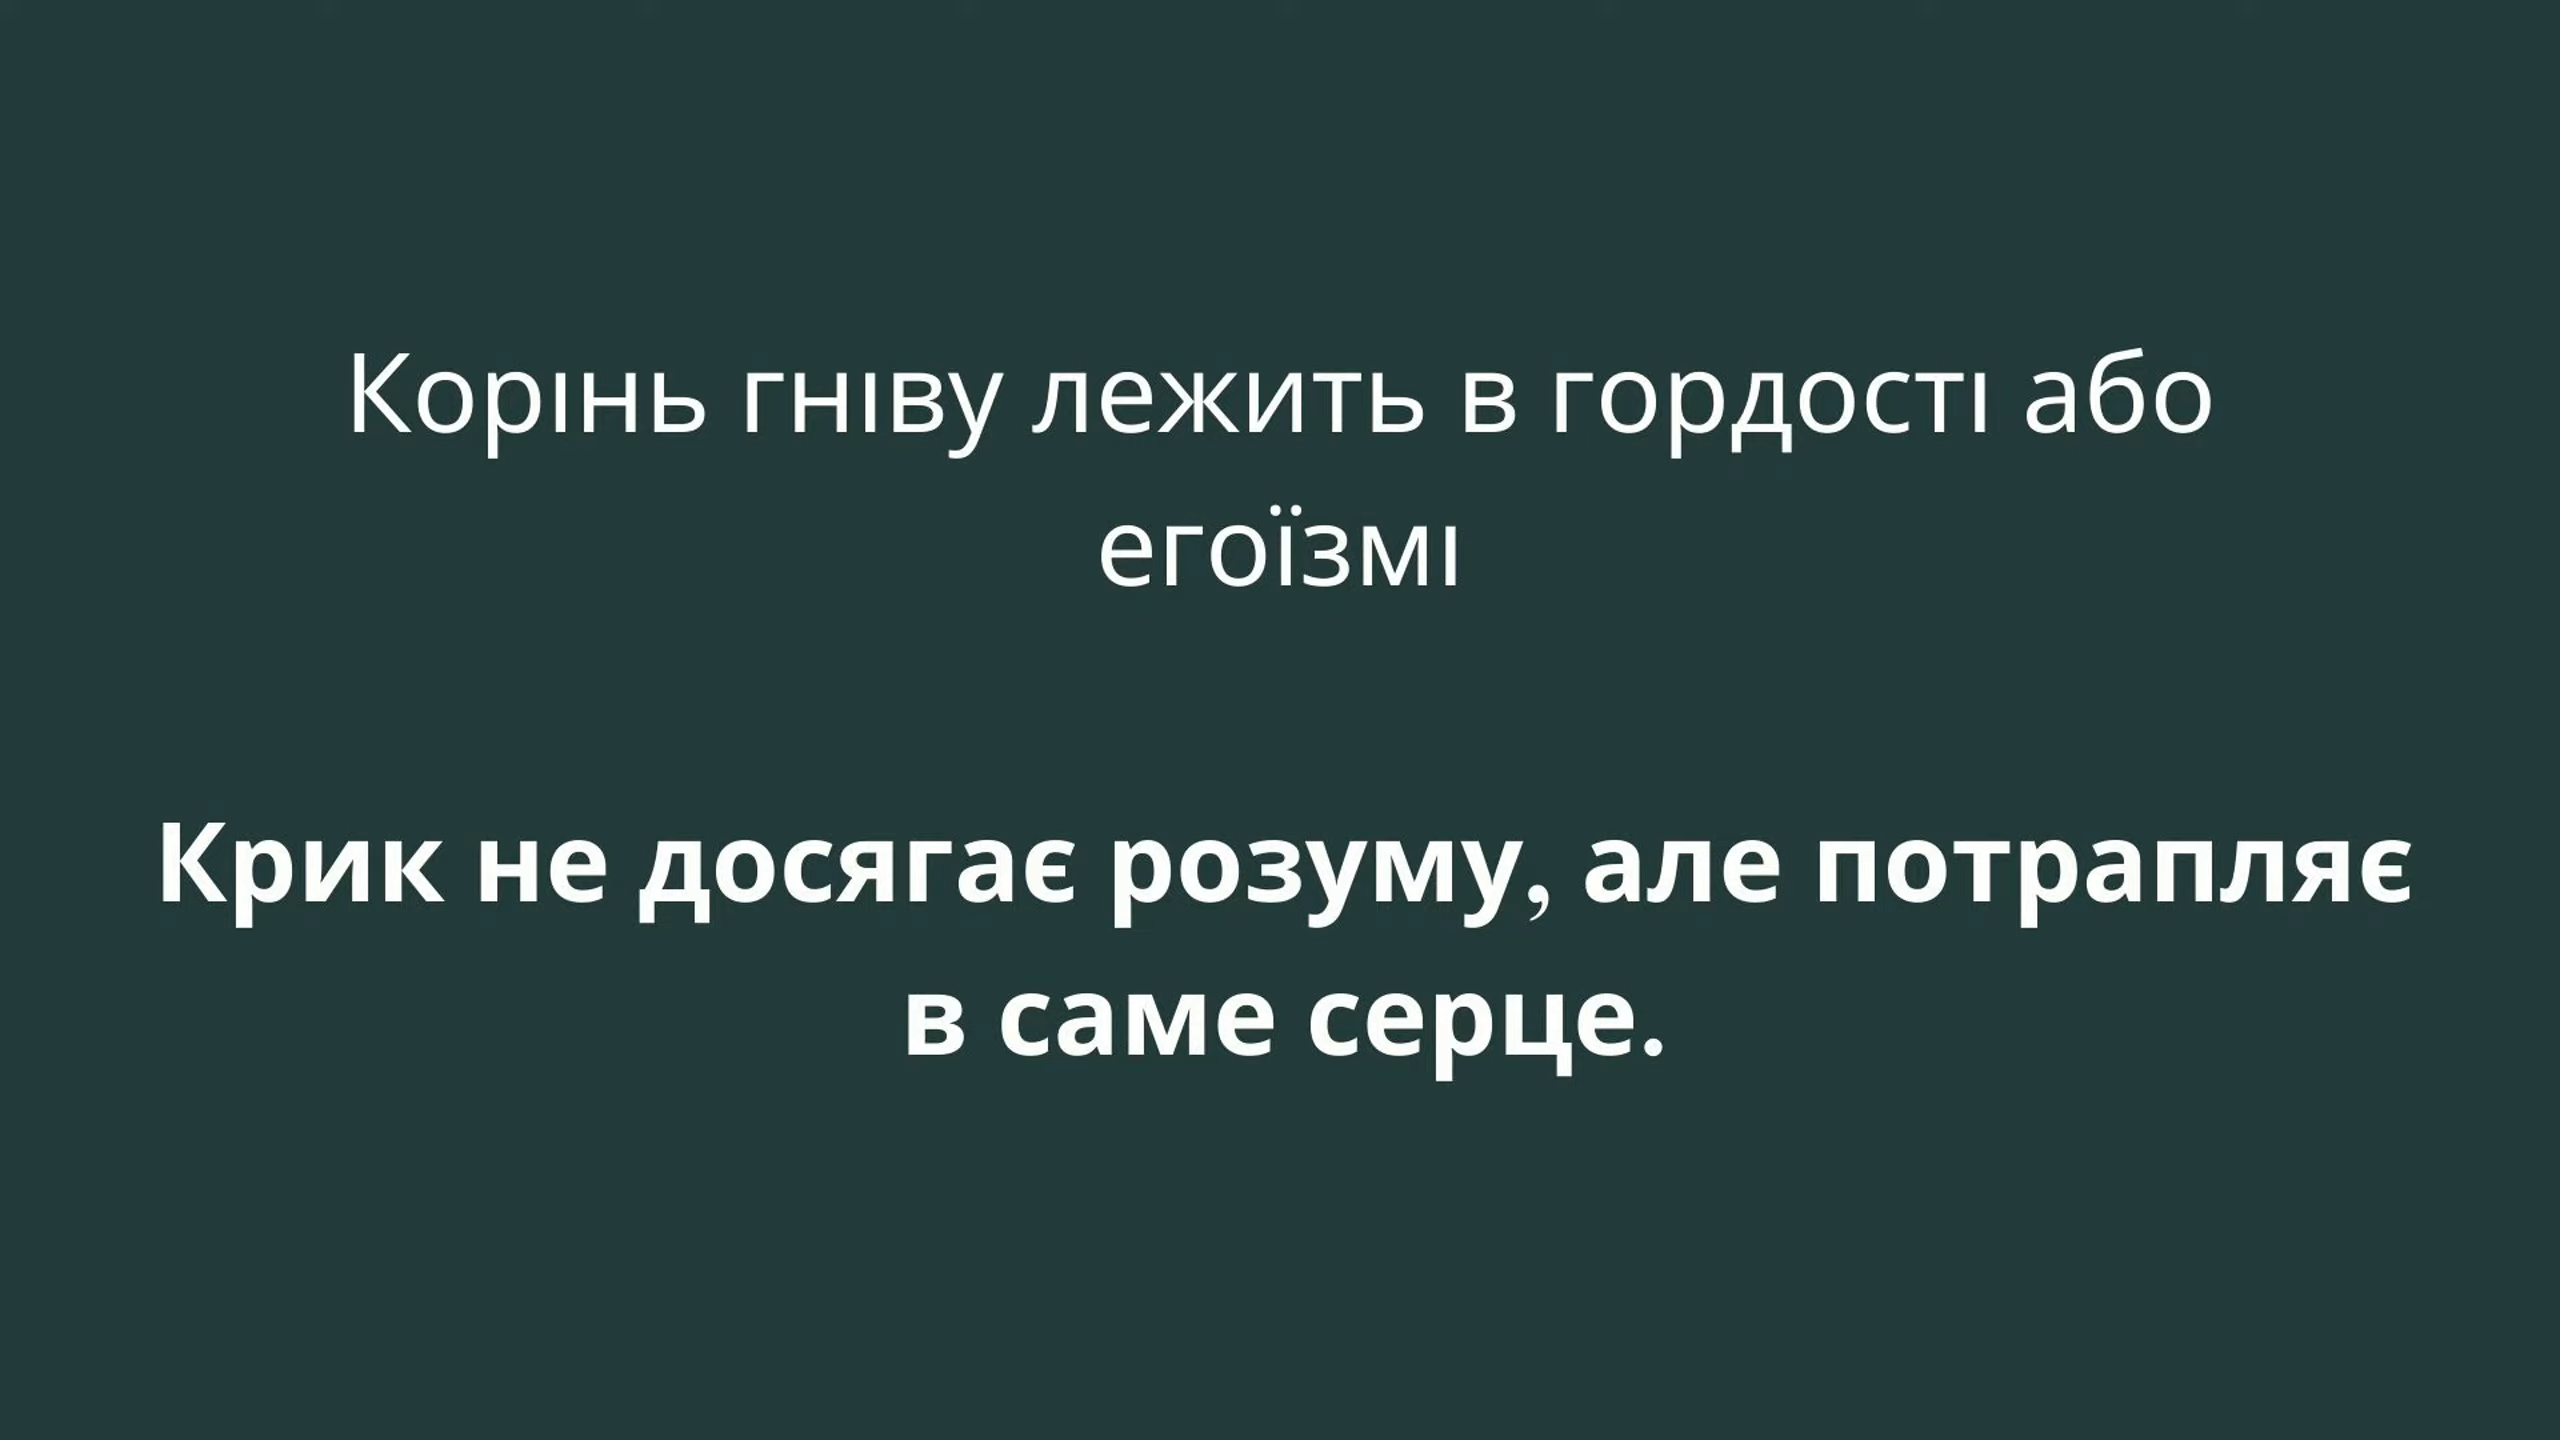 Корінь гніву лежить в гордості або
егоїзмі
Крик не досягає розуму, але потрапляє
в саме серце.